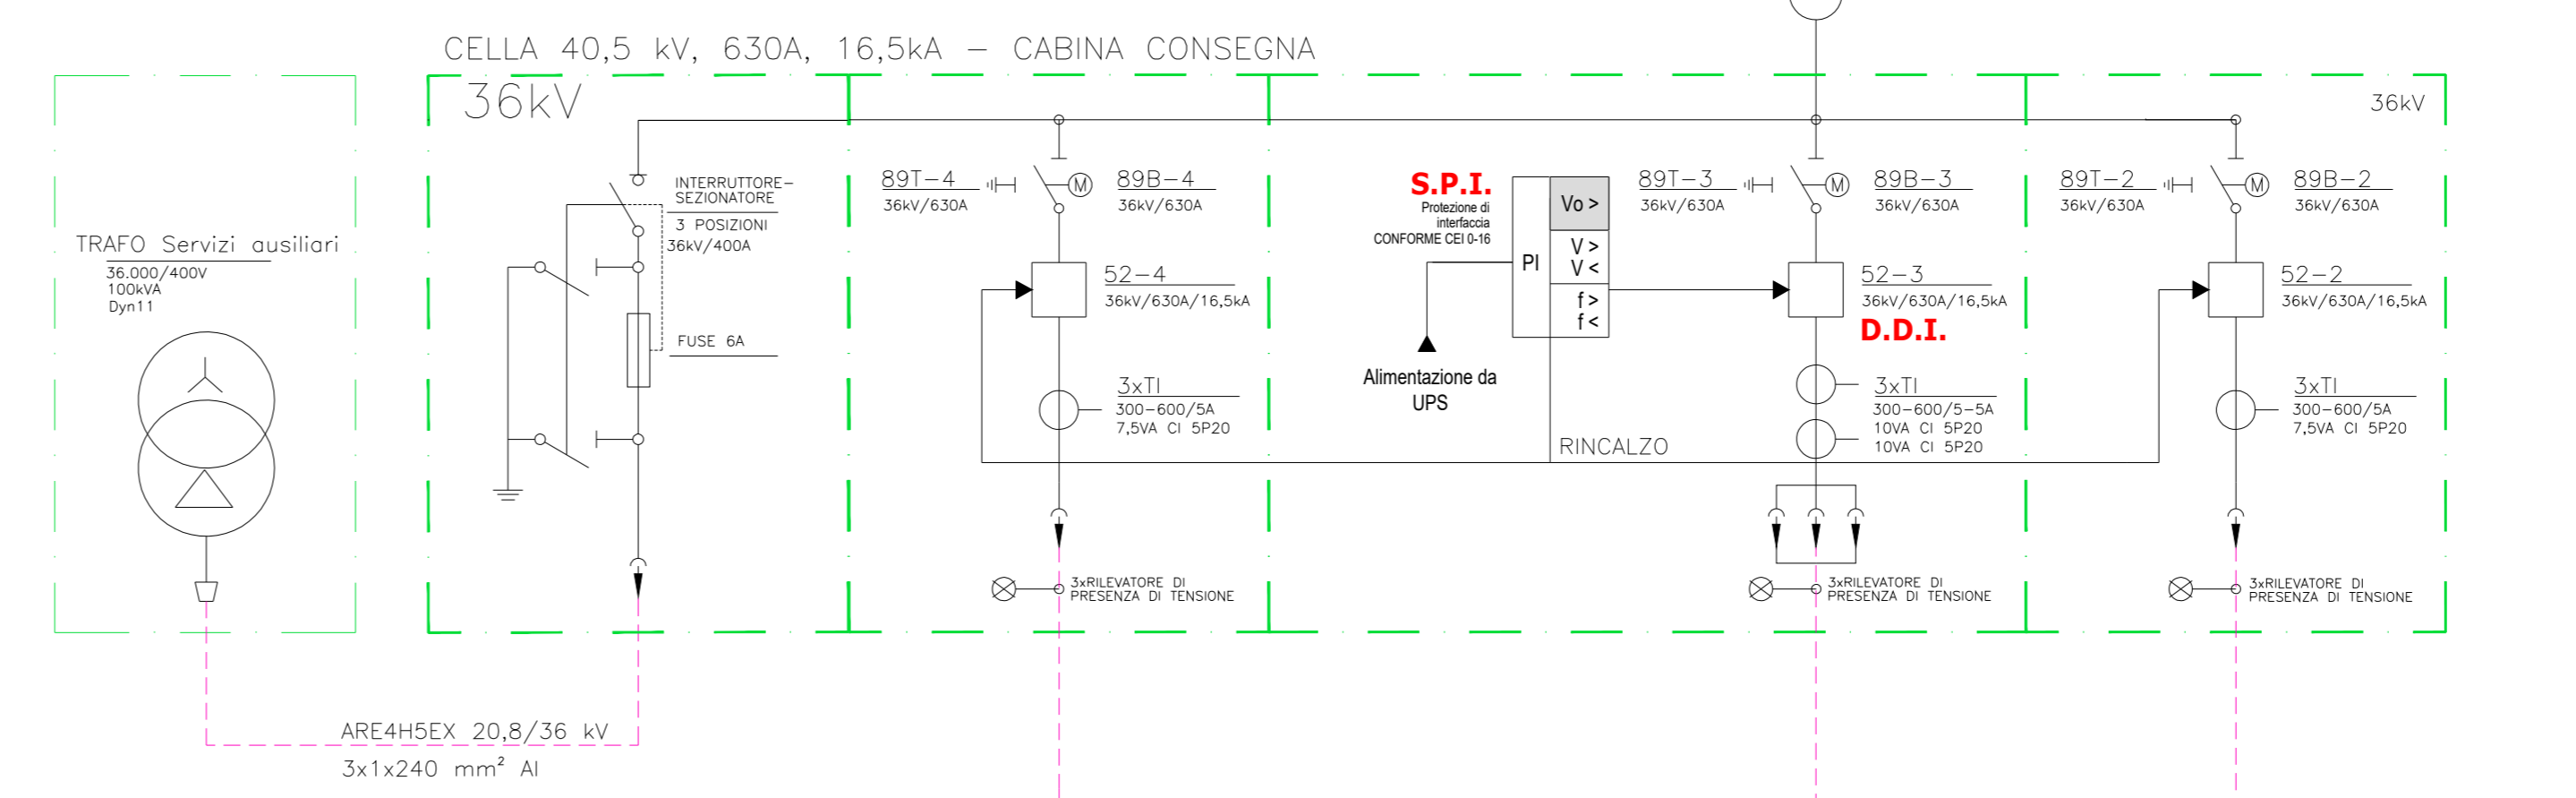 CELLA 40,5 kV, 630A, 16,5kA – CABINA CONSEGNA
TRAFO Servizi ausiliari
36.000/400V
100kVA
Dyn11
36kV
INTERRUTTORE-
SEZIONATORE
3 POSIZIONI
36kV/400A
FUSE 6A
ARE4H5EX 20,8/36 kV
3x1x240 mm² Al
89T-4
36kV/630A
M
89B-4
36kV/630A
52-4
36kV/630A/16,5kA
3xTI
300-600/5A
7,5VA Cl 5P20
3xRILEVATORE DI
PRESENZA DI TENSIONE
S.P.I.
Protezione di
interfaccia
CONFORME CEI 0-16
PI
Vo >
V >
V <
f >
f <
Alimentazione da
UPS
RINCALZO
89T-3
36kV/630A
M
89B-3
36kV/630A
52-3
36kV/630A/16,5kA
D.D.I.
3xTI
300-600/5-5A
10VA Cl 5P20
10VA Cl 5P20
3xRILEVATORE DI
PRESENZA DI TENSIONE
36kV
89T-2
36kV/630A
M
89B-2
36kV/630A
52-2
36kV/630A/16,5kA
3xTI
300-600/5A
7,5VA Cl 5P20
3xRILEVATORE DI
PRESENZA DI TENSIONE